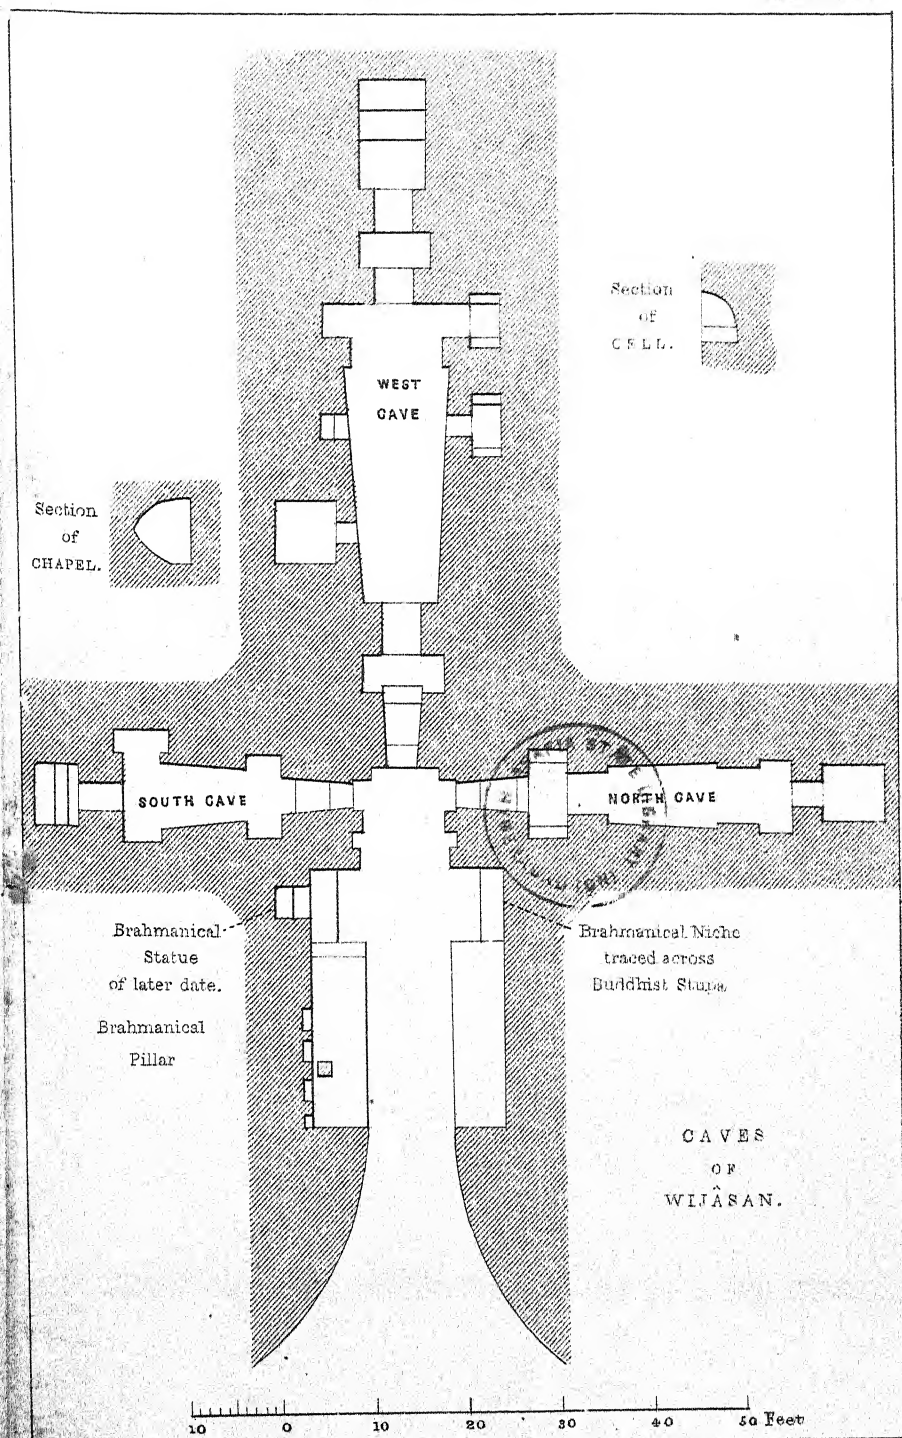 WEST
CAVE
Section
of
CELL.
Section
of
CHAPEL.
SOUTH CAVE
NORTH CAVE
Brahmanical
Statue
of later date.
Brahmanical
Pillar
Brahmanical Niche
traced across
Buddhist Stupa
CAVES
OF
WIJÂSAN.
10 0 10 20 30 40 50 Feet